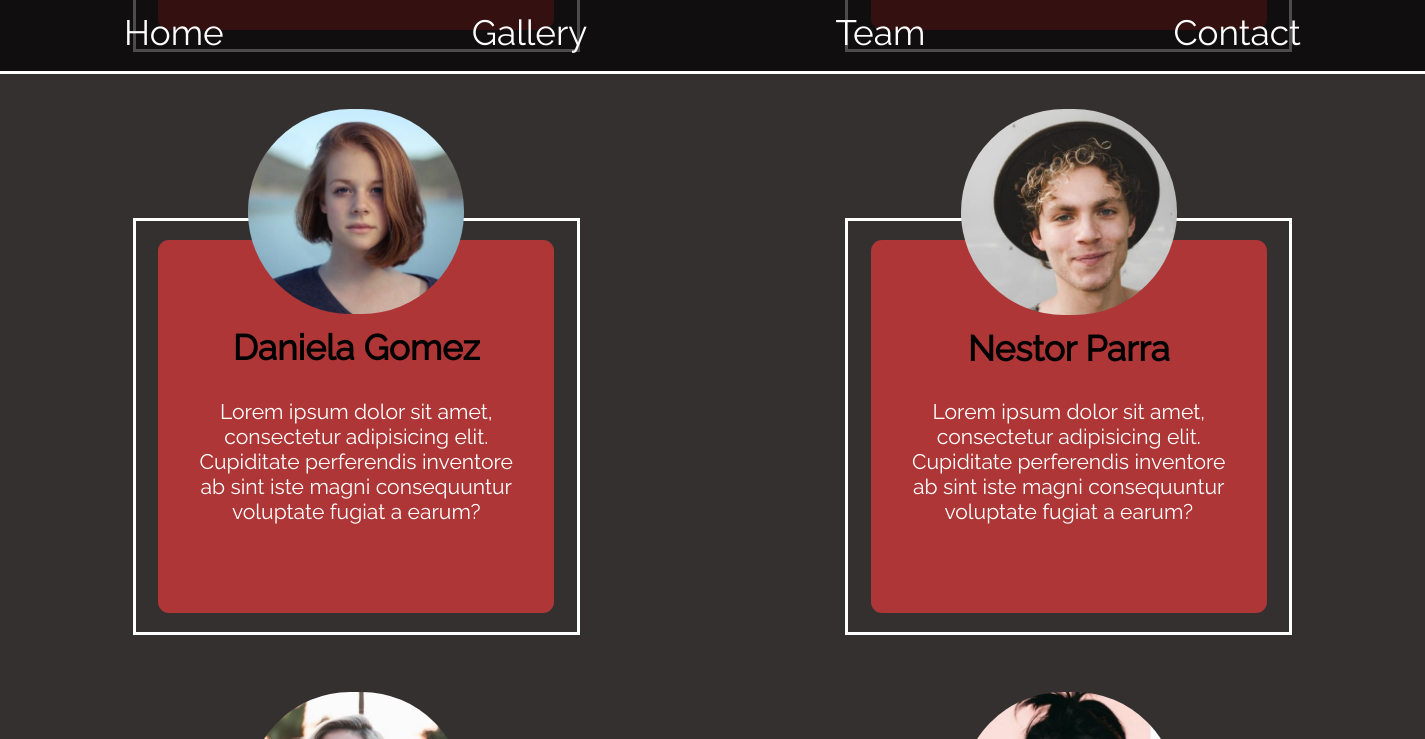 Home
Gallery
Team
Contact
Daniela Gomez
Lorem ipsum dolor sit amet,
consectetur adipisicing elit.
Cupiditate perferendis inventore
ab sint iste magni consequuntur
voluptate fugiat a earum?
Nestor Parra
Lorem ipsum dolor sit amet,
consectetur adipisicing elit.
Cupiditate perferendis inventore
ab sint iste magni consequuntur
voluptate fugiat a earum?